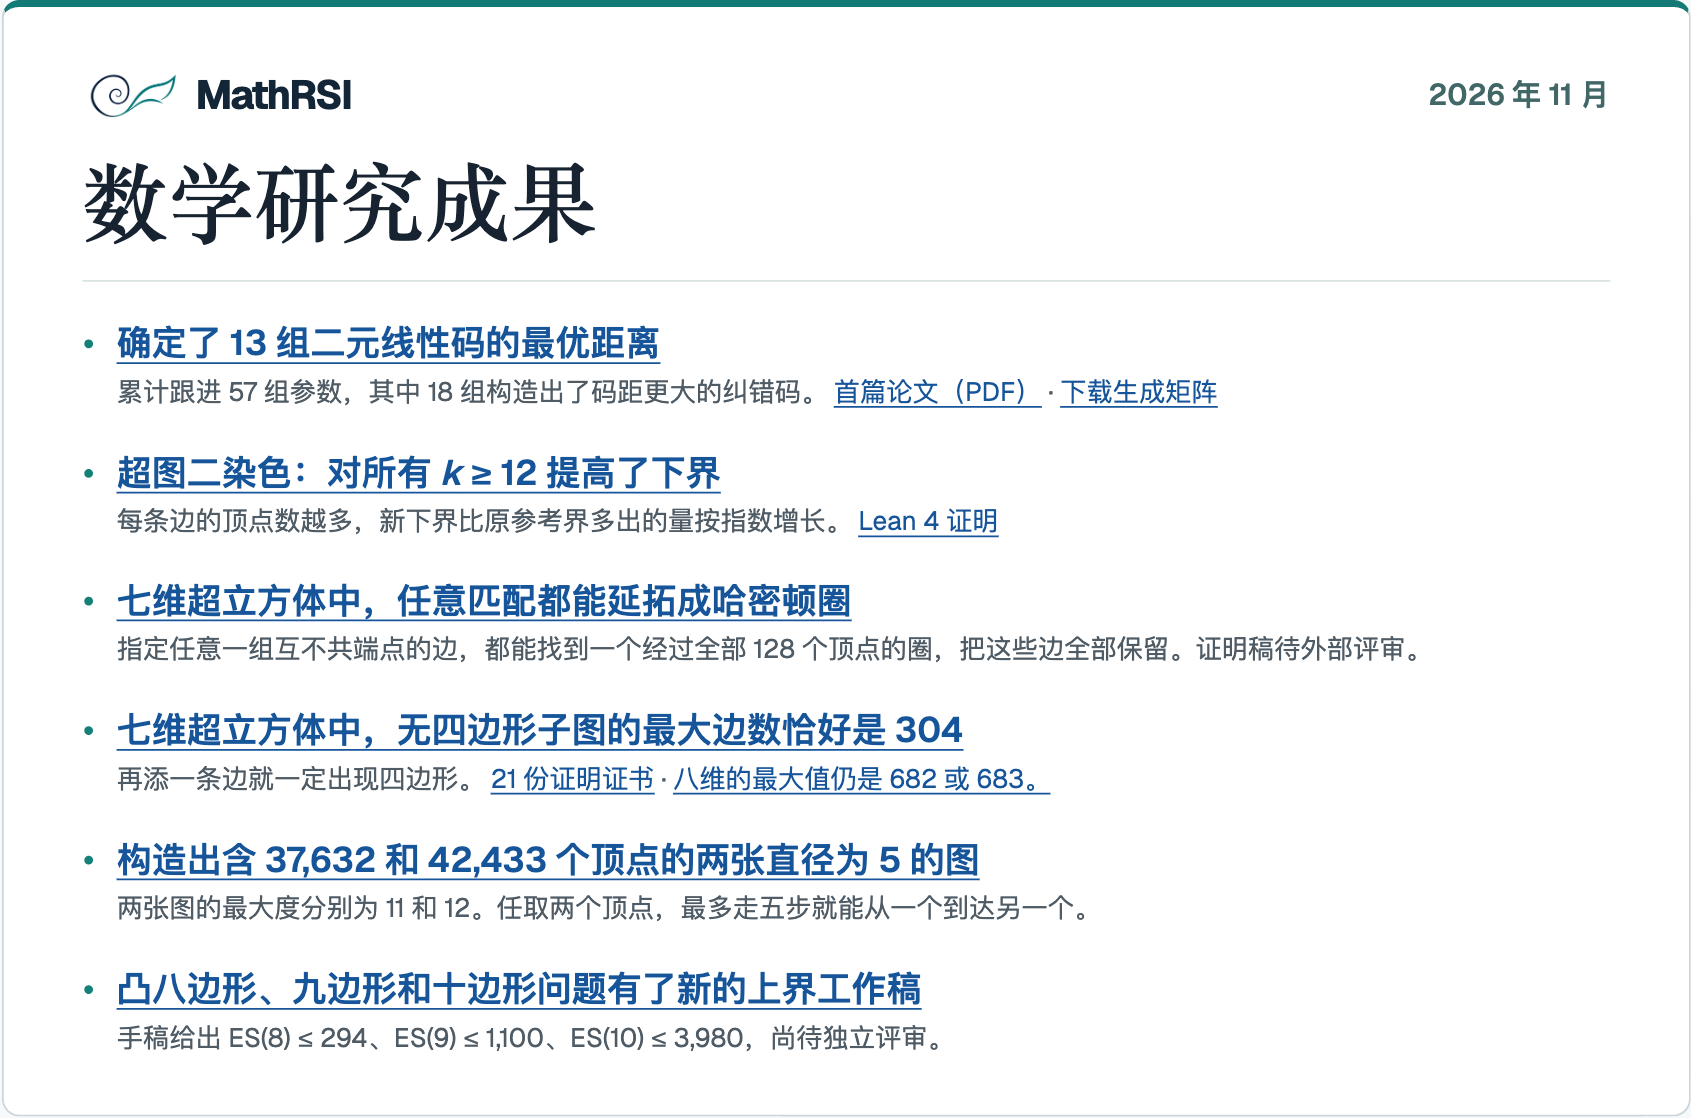 MathRSI
2026 年 11 月
数学研究成果
• 确定了 13 组二元线性码的最优距离
累计跟进 57 组参数，其中 18 组构造出了码距更大的纠错码。 首篇论文（PDF） · 下载生成矩阵
• 超图二染色：对所有 k ≥ 12 提高了下界
每条边的顶点数越多，新下界比原参考界多出的量按指数增长。 Lean 4 证明
• 七维超立方体中，任意匹配都能延拓成哈密顿圈
指定任意一组互不共端点的边，都能找到一个经过全部 128 个顶点的圈，把这些边全部保留。证明稿待外部评审。
• 七维超立方体中，无四边形子图的最大边数恰好是 304
再添一条边就一定出现四边形。 21 份证明证书 · 八维的最大值仍是 682 或 683。
• 构造出含 37,632 和 42,433 个顶点的两张直径为 5 的图
两张图的最大度分别为 11 和 12。任取两个顶点，最多走五步就能从一个到达另一个。
• 凸八边形、九边形和十边形问题有了新的上界工作稿
手稿给出 ES(8) ≤ 294、ES(9) ≤ 1,100、ES(10) ≤ 3,980，尚待独立评审。